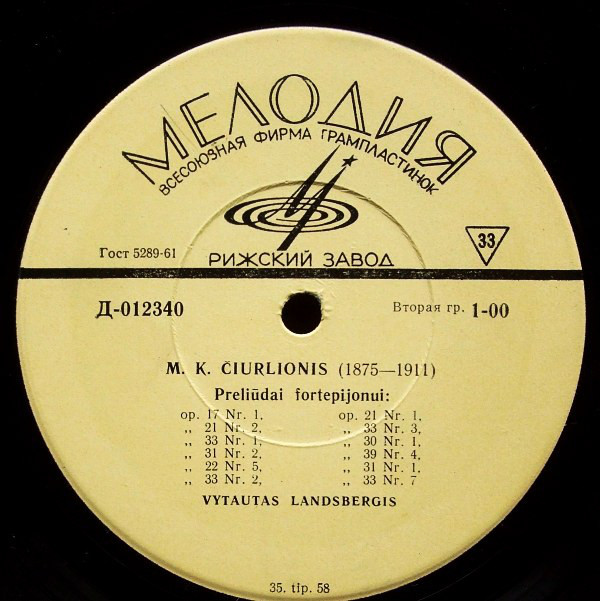 МЕЛОДИЯ
ВСЕСОЮЗНАЯ ФИРМА ГРАМПЛАСТИНОК
Гост 5289-61
РИЖСКИЙ ЗАВОД
33
Д-012340
Вторая гр. 1-00
M. K. ČIURLIONIS (1875—1911)
Preliūdai fortepijonui:
op. 17 Nr. 1, op. 21 Nr. 1,
„ 21 Nr. 2, „ 33 Nr. 3,
„ 33 Nr. 1, „ 30 Nr. 1,
„ 31 Nr. 2, „ 39 Nr. 4,
„ 22 Nr. 5, „ 31 Nr. 1,
„ 33 Nr. 2, „ 33 Nr. 7
VYTAUTAS LANDSBERGIS
35. tip. 58